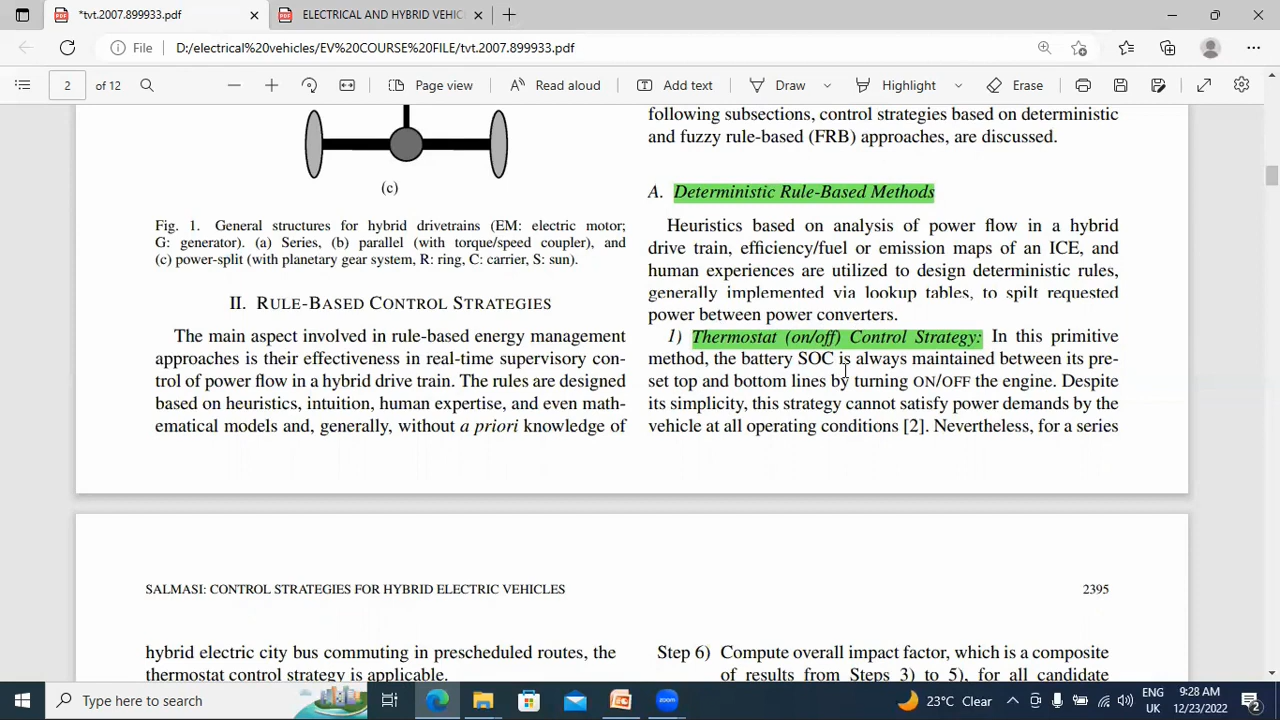 *tvt.2007.899933.pdf
ELECTRICAL AND HYBRID VEHIC
File
D:/electrical%20vehicles/EV%20COURSE%20FILE/tvt.2007.899933.pdf
2
of 12
Page view
Read aloud
Add text
Draw
Highlight
Erase
(c)
Fig. 1. General structures for hybrid drivetrains (EM: electric motor;
G: generator). (a) Series, (b) parallel (with torque/speed coupler), and
(c) power-split (with planetary gear system, R: ring, C: carrier, S: sun).
II. RULE-BASED CONTROL STRATEGIES
The main aspect involved in rule-based energy management
approaches is their effectiveness in real-time supervisory con-
trol of power flow in a hybrid drive train. The rules are designed
based on heuristics, intuition, human expertise, and even math-
ematical models and, generally, without a priori knowledge of
following subsections, control strategies based on deterministic
and fuzzy rule-based (FRB) approaches, are discussed.
A. Deterministic Rule-Based Methods
Heuristics based on analysis of power flow in a hybrid
drive train, efficiency/fuel or emission maps of an ICE, and
human experiences are utilized to design deterministic rules,
generally implemented via lookup tables, to spilt requested
power between power converters.
1) Thermostat (on/off) Control Strategy: In this primitive
method, the battery SOC is always maintained between its pre-
set top and bottom lines by turning ON/OFF the engine. Despite
its simplicity, this strategy cannot satisfy power demands by the
vehicle at all operating conditions [2]. Nevertheless, for a series
SALMASI: CONTROL STRATEGIES FOR HYBRID ELECTRIC VEHICLES
2395
hybrid electric city bus commuting in prescheduled routes, the
thermostat control strategy is applicable.
Step 6) Compute overall impact factor, which is a composite
of results from Steps 3) to 5), for all candidate
Type here to search
23°C Clear
ENG
UK
9:28 AM
12/23/2022
2